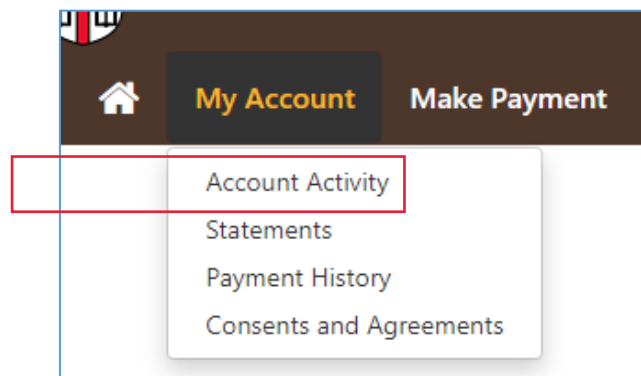 My Account Make Payment
Account Activity
Statements
Payment History
Consents and Agreements